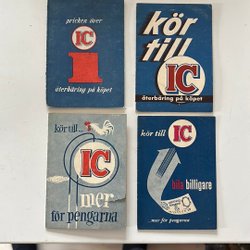 pricken över
IC
återbäring på köpet
kör
till
IC
återbäring på köpet
kör till...
IC
mer
för pengarna
kör till
IC
bila billigare
...mer för pengarna